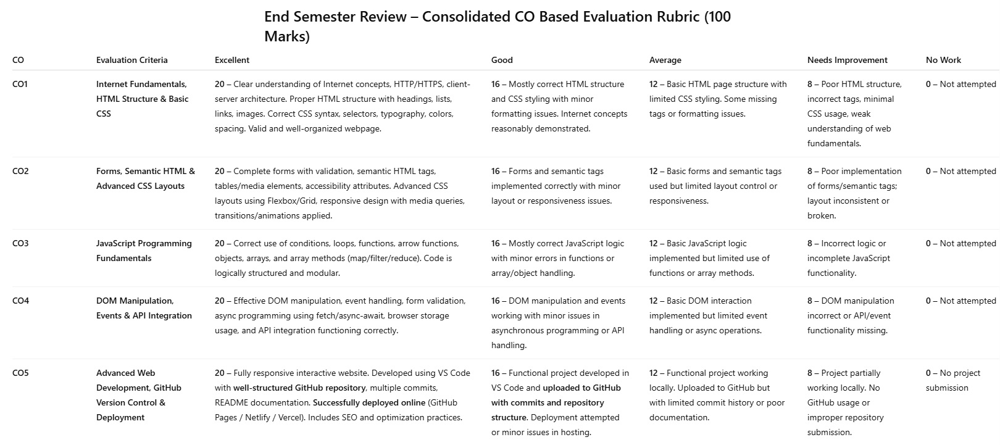 End Semester Review – Consolidated CO Based Evaluation Rubric (100
Marks)
CO
Evaluation Criteria
Excellent
Good
Average
Needs Improvement
No Work
CO1
Internet Fundamentals,
HTML Structure & Basic
CSS
20 – Clear understanding of Internet concepts, HTTP/HTTPS, client-
server architecture. Proper HTML structure with headings, lists,
links, images. Correct CSS syntax, selectors, typography, colors,
spacing. Valid and well-organized webpage.
16 – Mostly correct HTML structure
and CSS styling with minor
formatting issues. Internet concepts
reasonably demonstrated.
12 – Basic HTML page structure with
limited CSS styling. Some missing
tags or formatting issues.
8 – Poor HTML structure,
incorrect tags, minimal
CSS usage, weak
understanding of web
fundamentals.
0 – Not attempted
CO2
Forms, Semantic HTML &
Advanced CSS Layouts
20 – Complete forms with validation, semantic HTML tags,
tables/media elements, accessibility attributes. Advanced CSS
layouts using Flexbox/Grid, responsive design with media queries,
transitions/animations applied.
16 – Forms and semantic tags
implemented correctly with minor
layout or responsiveness issues.
12 – Basic forms and semantic tags
used but limited layout control or
responsiveness.
8 – Poor implementation
of forms/semantic tags;
layout inconsistent or
broken.
0 – Not attempted
CO3
JavaScript Programming
Fundamentals
20 – Correct use of conditions, loops, functions, arrow functions,
objects, arrays, and array methods (map/filter/reduce). Code is
logically structured and modular.
16 – Mostly correct JavaScript logic
with minor errors in functions or
array/object handling.
12 – Basic JavaScript logic
implemented but limited use of
functions or array methods.
8 – Incorrect logic or
incomplete JavaScript
functionality.
0 – Not attempted
CO4
DOM Manipulation,
Events & API Integration
20 – Effective DOM manipulation, event handling, form validation,
async programming using fetch/async-await, browser storage
usage, and API integration functioning correctly.
16 – DOM manipulation and events
working with minor issues in
asynchronous programming or API
handling.
12 – Basic DOM interaction
implemented but limited event
handling or async operations.
8 – DOM manipulation
incorrect or API/event
functionality missing.
0 – Not attempted
CO5
Advanced Web
Development, GitHub
Version Control &
Deployment
20 – Fully responsive interactive website. Developed using VS Code
with well-structured GitHub repository, multiple commits,
README documentation. Successfully deployed online (GitHub
Pages / Netlify / Vercel). Includes SEO and optimization practices.
16 – Functional project developed in
VS Code and uploaded to GitHub
with commits and repository
structure. Deployment attempted
or minor issues in hosting.
12 – Functional project working
locally. Uploaded to GitHub but
with limited commit history or poor
documentation.
8 – Project partially
working locally. No
GitHub usage or
improper repository
submission.
0 – No project
submission